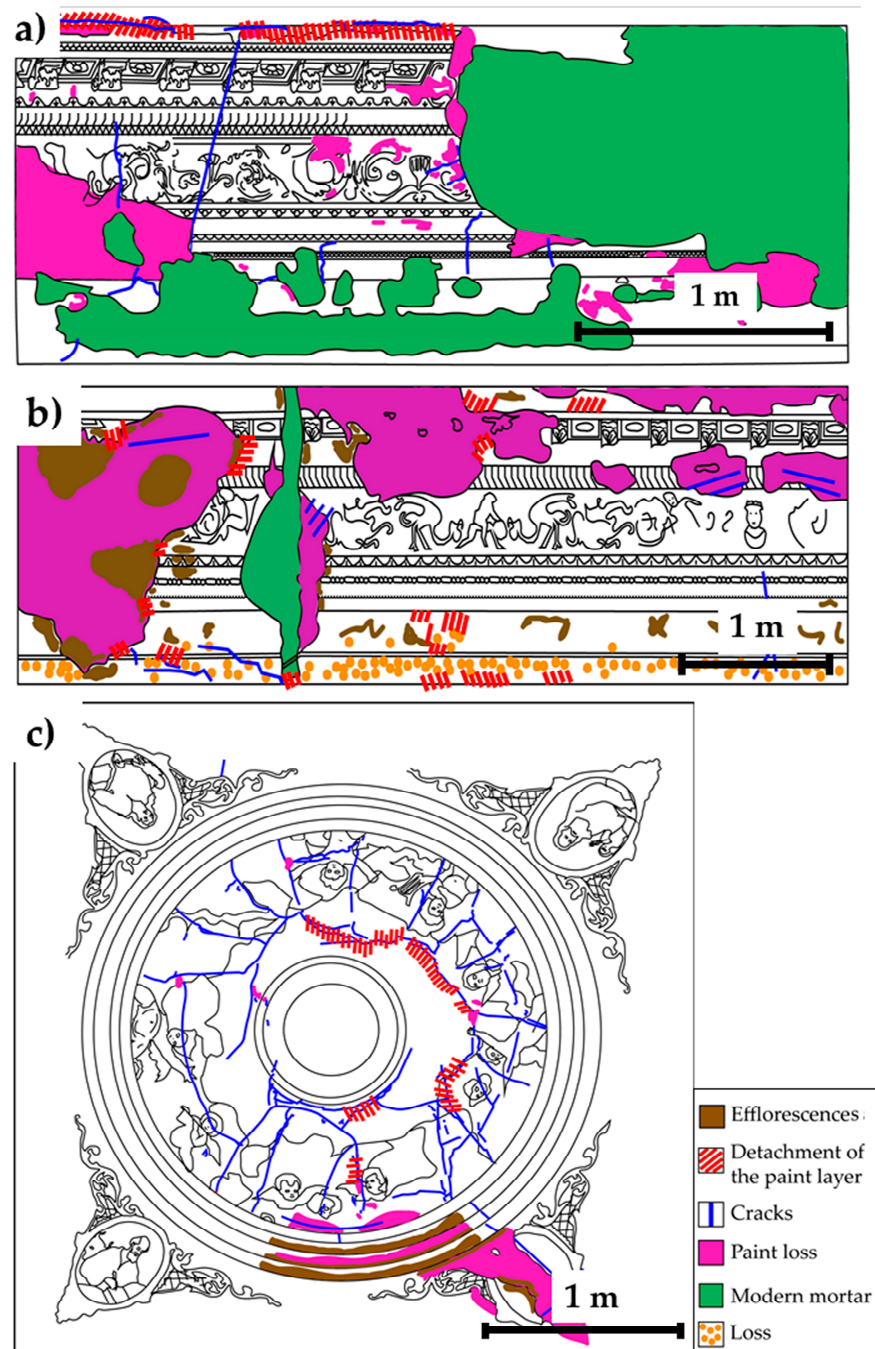 a)
1 m
b)
1 m
c)
Efflorescences
Detachment of
the paint layer
Cracks
Paint loss
Modern mortar
1 m
Loss